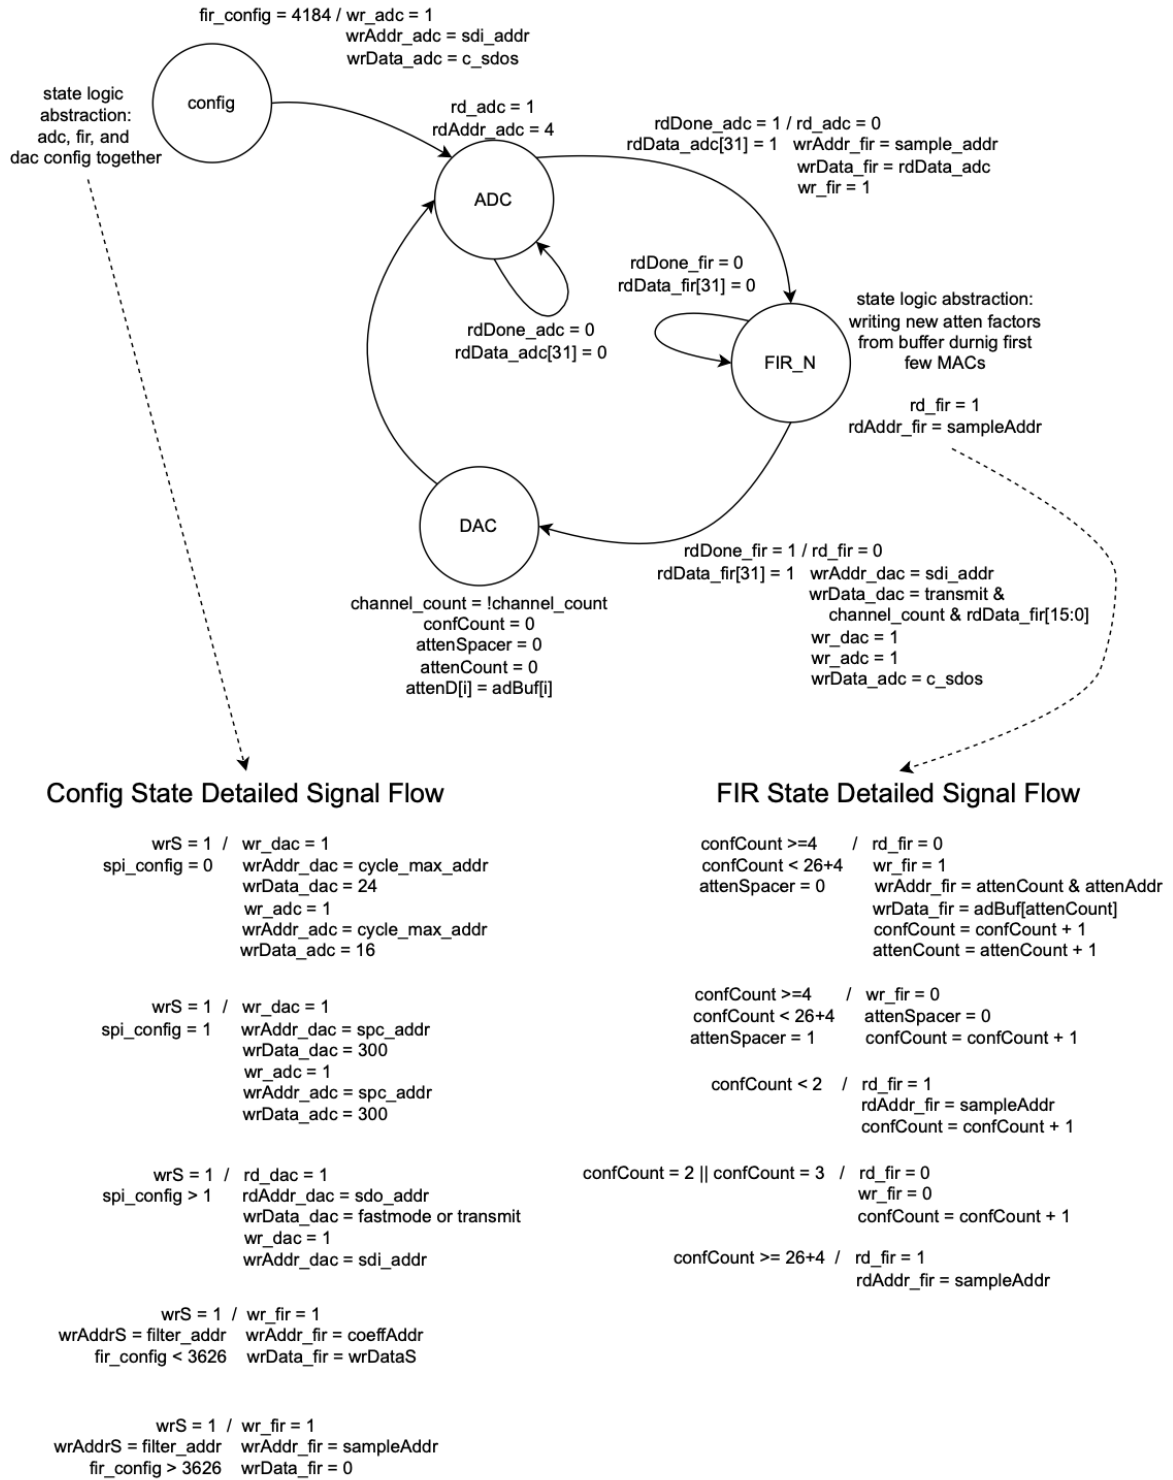 fir_config = 4184 / wr_adc = 1
wrAddr_adc = sdi_addr
wrData_adc = c_sdos
config
state logic
abstraction:
adc, fir, and
dac config together
rd_adc = 1
rdAddr_adc = 4
ADC
rdDone_adc = 1 / rd_adc = 0
rdData_adc[31] = 1 wrAddr_fir = sample_addr
wrData_fir = rdData_adc
wr_fir = 1
rdDone_adc = 0
rdData_adc[31] = 0
rdDone_fir = 0
rdData_fir[31] = 0
FIR_N
state logic abstraction:
writing new atten factors
from buffer durnig first
few MACs
rd_fir = 1
rdAddr_fir = sampleAddr
DAC
channel_count = !channel_count
confCount = 0
attenSpacer = 0
attenCount = 0
attenD[i] = adBuf[i]
rdDone_fir = 1 / rd_fir = 0
rdData_fir[31] = 1 wrAddr_dac = sdi_addr
wrData_dac = transmit &
channel_count & rdData_fir[15:0]
wr_dac = 1
wr_adc = 1
wrData_adc = c_sdos
Config State Detailed Signal Flow
wrS = 1 / wr_dac = 1
spi_config = 0 wrAddr_dac = cycle_max_addr
wrData_dac = 24
wr_adc = 1
wrAddr_adc = cycle_max_addr
wrData_adc = 16
wrS = 1 / wr_dac = 1
spi_config = 1 wrAddr_dac = spc_addr
wrData_dac = 300
wr_adc = 1
wrAddr_adc = spc_addr
wrData_adc = 300
wrS = 1 / rd_dac = 1
spi_config > 1 rdAddr_dac = sdo_addr
wrData_dac = fastmode or transmit
wr_dac = 1
wrAddr_dac = sdi_addr
wrS = 1 / wr_fir = 1
wrAddrS = filter_addr wrAddr_fir = coeffAddr
fir_config < 3626 wrData_fir = wrDataS
wrS = 1 / wr_fir = 1
wrAddrS = filter_addr wrAddr_fir = sampleAddr
fir_config > 3626 wrData_fir = 0
FIR State Detailed Signal Flow
confCount >=4 / rd_fir = 0
confCount < 26+4 wr_fir = 1
attenSpacer = 0 wrAddr_fir = attenCount & attenAddr
wrData_fir = adBuf[attenCount]
confCount = confCount + 1
attenCount = attenCount + 1
confCount >=4 / wr_fir = 0
confCount < 26+4 attenSpacer = 0
attenSpacer = 1 confCount = confCount + 1
confCount < 2 / rd_fir = 1
rdAddr_fir = sampleAddr
confCount = confCount + 1
confCount = 2 || confCount = 3 / rd_fir = 0
wr_fir = 0
confCount = confCount + 1
confCount >= 26+4 / rd_fir = 1
rdAddr_fir = sampleAddr